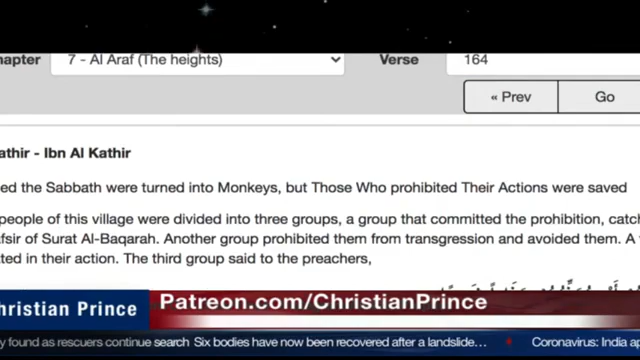 hapter 7 - Al Araf (The heights) Verse 164
« Prev Go
athir - Ibn Al Kathir
ed the Sabbath were turned into Monkeys, but Those Who prohibited Their Actions were saved
people of this village were divided into three groups, a group that committed the prohibition, catch
afsir of Surat Al-Baqarah. Another group prohibited them from transgression and avoided them. A
ated in their action. The third group said to the preachers,
hristian Prince Patreon.com/ChristianPrince
y found as rescuers continue search Six bodies have now been recovered after a landslide... Coronavirus: India ap